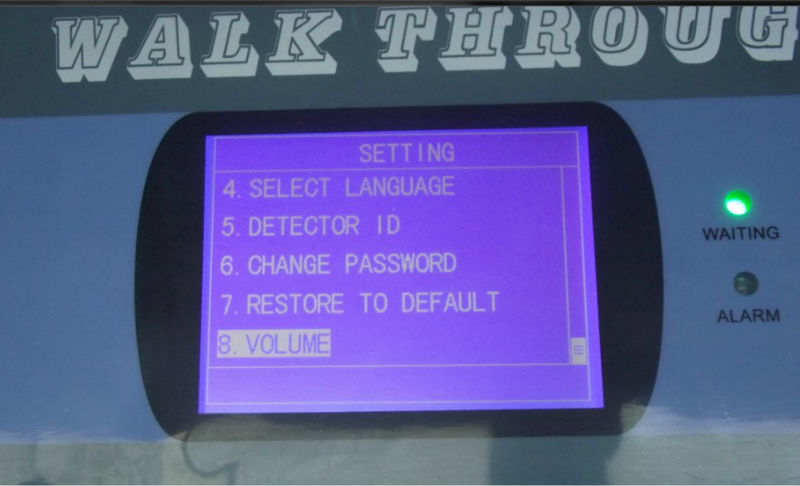 WALK THROUG
SETTING
4. SELECT LANGUAGE
5. DETECTOR ID
6. CHANGE PASSWORD
7. RESTORE TO DEFAULT
8. VOLUME
WAITING
ALARM